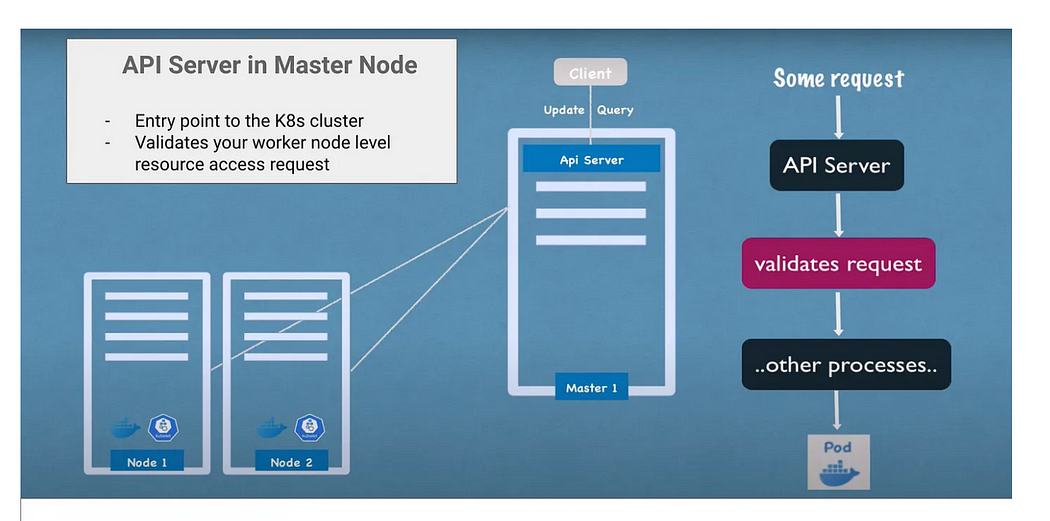 API Server in Master Node
- Entry point to the K8s cluster
- Validates your worker node level
resource access request
Client
Update Query
Api Server
Master 1
Node 1
Node 2
Some request
API Server
validates request
..other processes..
Pod